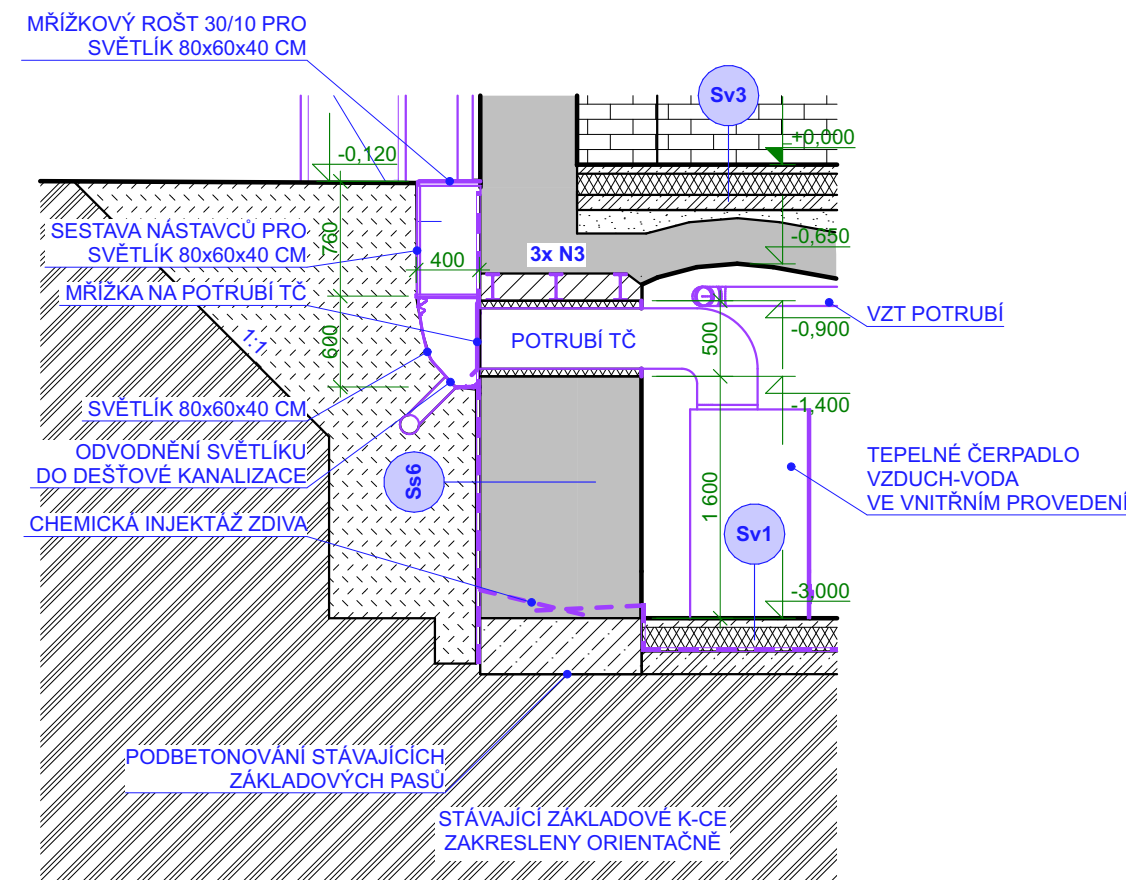 MŘÍŽKOVÝ ROŠT 30/10 PRO
SVĚTLÍK 80x60x40 CM
Sv3
+0,000
-0,120
SESTAVA NÁSTAVCŮ PRO
SVĚTLÍK 80x60x40 CM
760
400
3x N3
-0,650
MŘÍŽKA NA POTRUBÍ TČ
VZT POTRUBÍ
-0,900
1:1
600
POTRUBÍ TČ
500
-1,400
SVĚTLÍK 80x60x40 CM
ODVODNĚNÍ SVĚTLÍKU
DO DEŠŤOVÉ KANALIZACE
Ss6
1 600
TEPELNÉ ČERPADLO
VZDUCH-VODA
VE VNITŘNÍM PROVEDENÍ
CHEMICKÁ INJEKTÁŽ ZDIVA
Sv1
-3,000
PODBETONOVÁNÍ STÁVAJÍCÍCH
ZÁKLADOVÝCH PASŮ
STÁVAJÍCÍ ZÁKLADOVÉ K-CE
ZAKRESLENY ORIENTAČNĚ